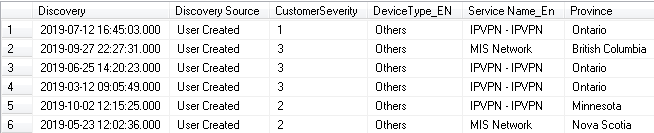 Discovery Discovery Source CustomerSeverity DeviceType_EN Service Name_En Province
1 2019-07-12 16:45:03.000 User Created 1 Others IPVPN - IPVPN Ontario
2 2019-09-27 22:27:31.000 User Created 3 Others MIS Network British Columbia
3 2019-06-25 14:20:23.000 User Created 3 Others IPVPN - IPVPN Ontario
4 2019-03-12 09:05:49.000 User Created 3 Others IPVPN - IPVPN Ontario
5 2019-10-02 12:15:25.000 User Created 2 Others IPVPN - IPVPN Minnesota
6 2019-05-23 12:02:36.000 User Created 2 Others MIS Network Nova Scotia